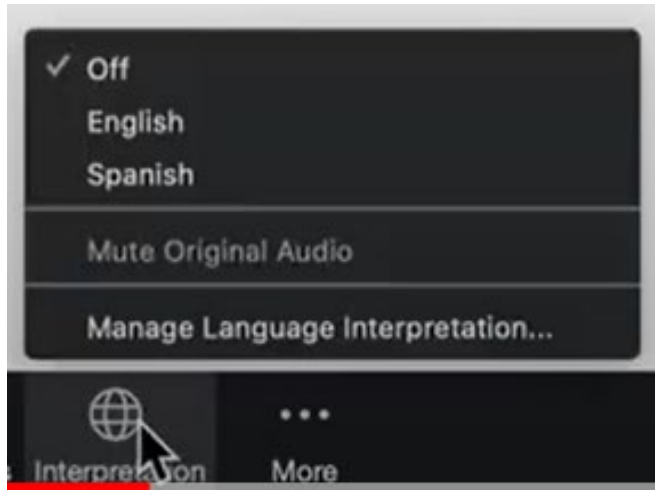 Off
English
Spanish
Mute Original Audio
Manage Language Interpretation...
Interpretation
More